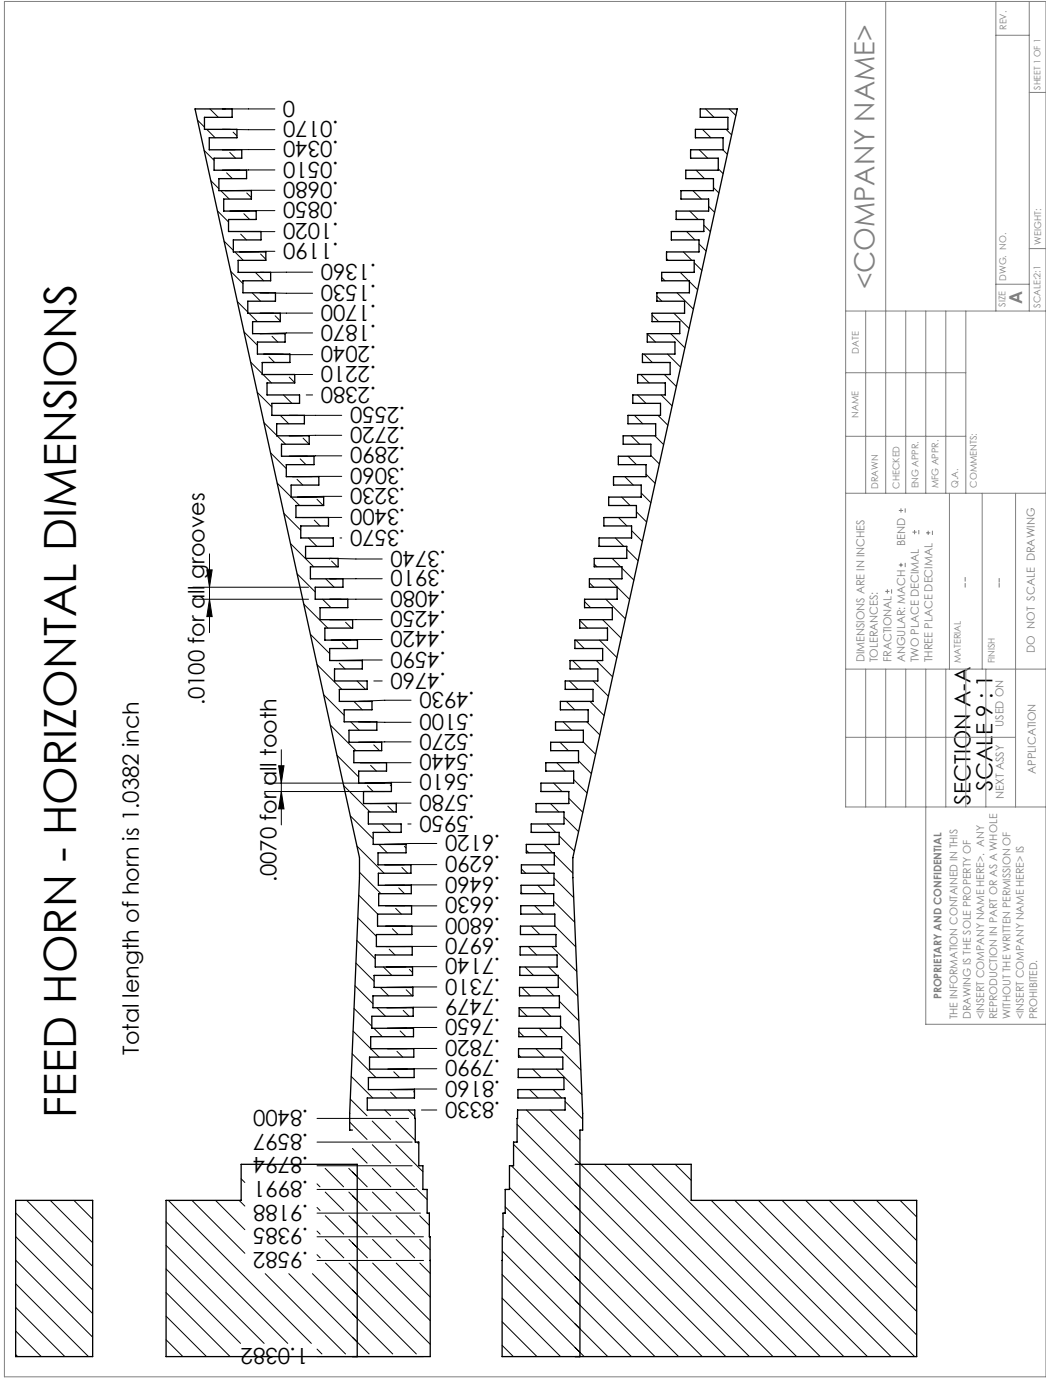 FEED HORN - HORIZONTAL DIMENSIONS
Total length of horn is 1.0382 inch
.0100 for all grooves
.0070 for all tooth
0
.0170
.0340
.0510
.0680
.0850
.1020
.1190
.1360
.1530
.1700
.1870
.2040
.2210
.2380
.2550
.2720
.2890
.3060
.3230
.3400
.3570
.3740
.3910
.4080
.4250
.4420
.4590
.4760
.4930
.5100
.5270
.5440
.5610
.5780
.5950
.6120
.6290
.6460
.6630
.6800
.6970
.7140
.7310
.7479
.7650
.7820
.7990
.8160
.8330
.8400
.8597
.8794
.8991
.9188
.9385
.9582
1.0382
PROPRIETARY AND CONFIDENTIAL
THE INFORMATION CONTAINED IN THIS
DRAWING IS THE SOLE PROPERTY OF
<INSERT COMPANY NAME HERE>. ANY
REPRODUCTION IN PART OR AS A WHOLE
WITHOUT THE WRITTEN PERMISSION OF
<INSERT COMPANY NAME HERE> IS
PROHIBITED.
SECTION A-A
SCALE 9 : 1
NEXT ASSY
USED ON
APPLICATION
DIMENSIONS ARE IN INCHES
TOLERANCES:
FRACTIONAL ±
ANGULAR: MACH ± BEND ±
TWO PLACE DECIMAL ±
THREE PLACE DECIMAL ±
MATERIAL
--
FINISH
--
DO NOT SCALE DRAWING
NAME
DATE
DRAWN
CHECKED
ENG APPR.
MFG APPR.
Q.A.
COMMENTS:
<COMPANY NAME>
SIZE
A
DWG. NO.
REV.
SCALE:2:1
WEIGHT:
SHEET 1 OF 1